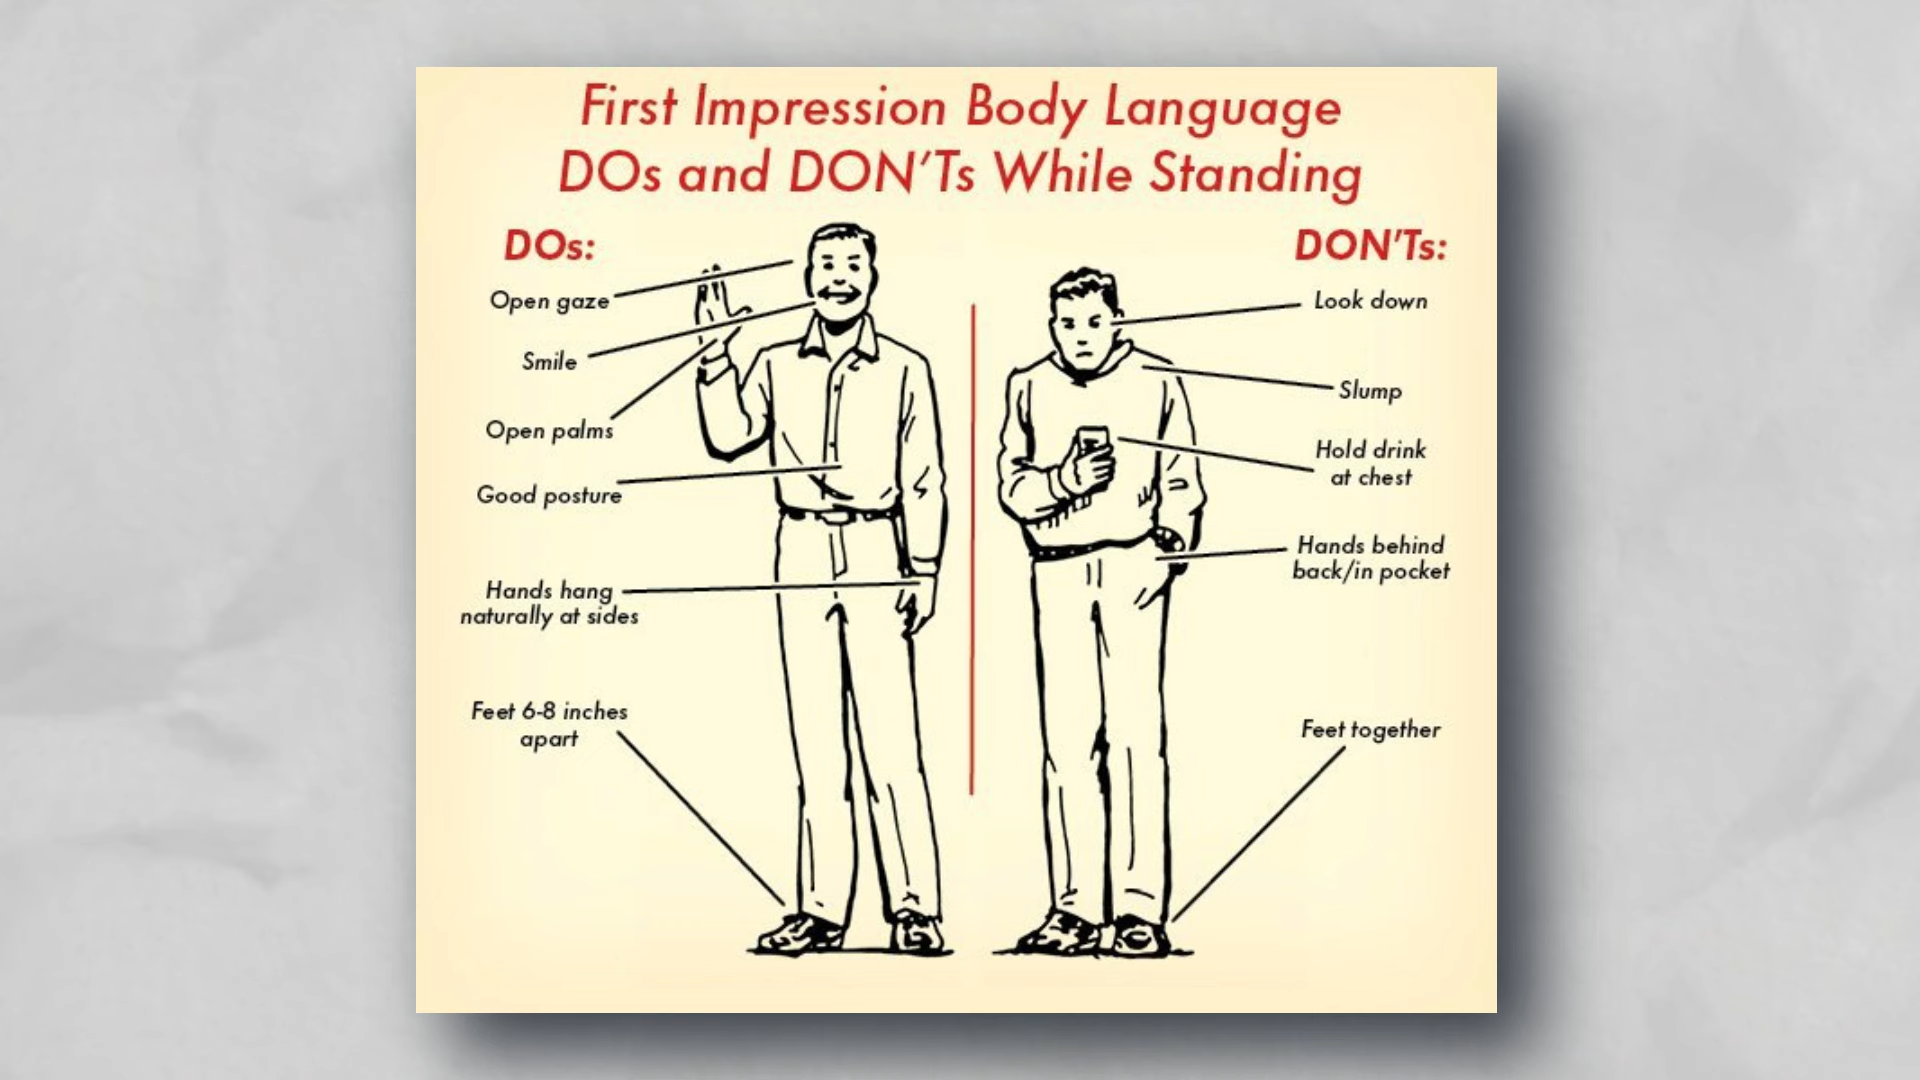 First Impression Body Language
DOs and DON'Ts While Standing
DOs:
Open gaze
Smile
Open palms
Good posture
Hands hang
naturally at sides
Feet 6-8 inches
apart
DON'Ts:
Look down
Slump
Hold drink
at chest
Hands behind
back/in pocket
Feet together